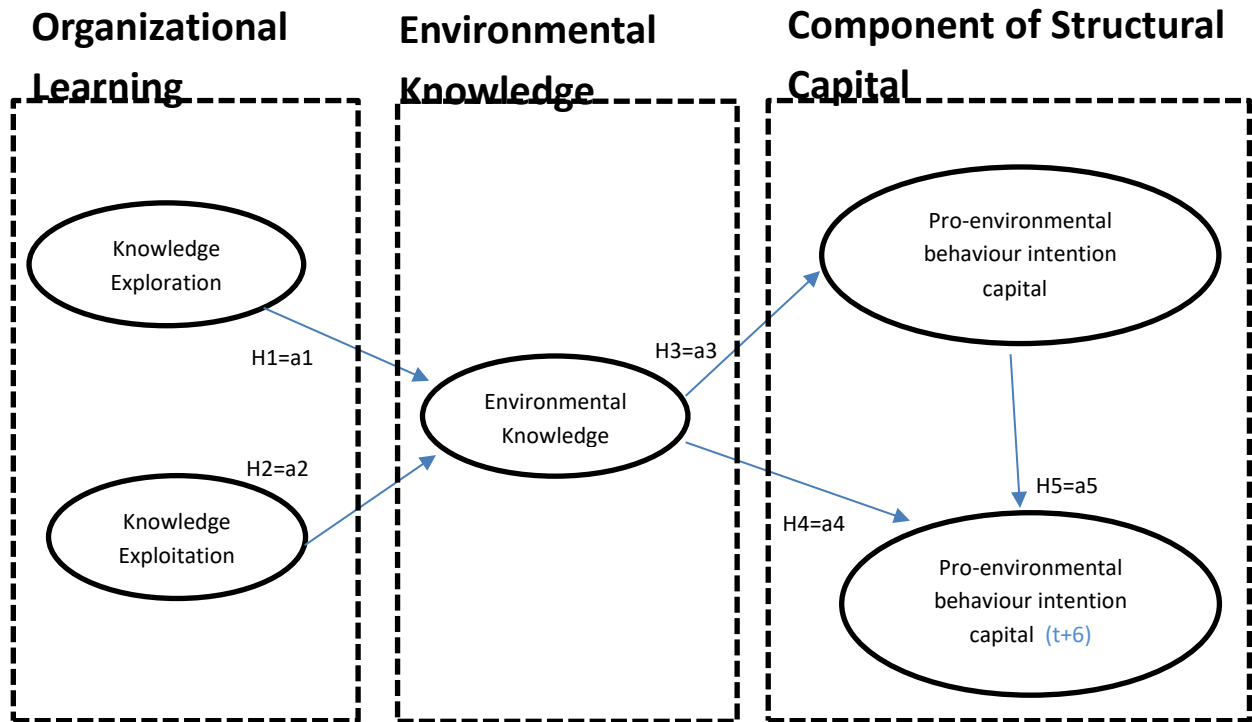 Organizational
Learning
Environmental
Knowledge
Component of Structural
Capital
Knowledge
Exploration
H1=a1
H2=a2
Knowledge
Exploitation
Environmental
Knowledge
H3=a3
H4=a4
Pro-environmental
behaviour intention
capital
H5=a5
Pro-environmental
behaviour intention
capital (t+6)